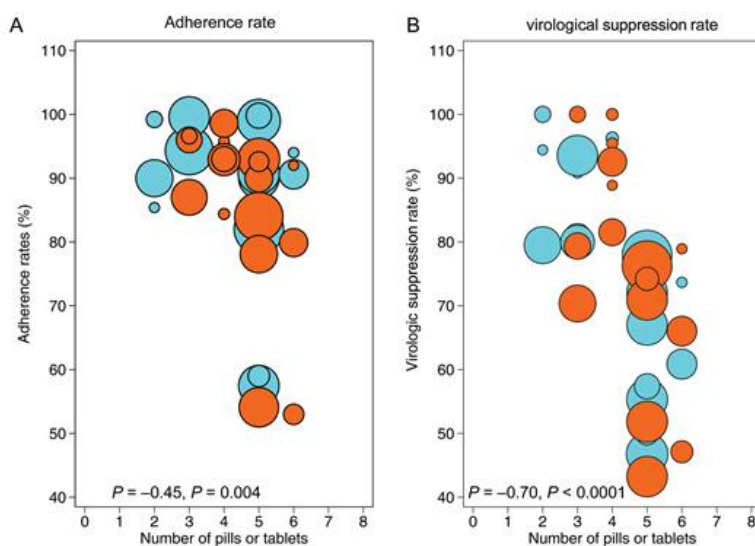 A
Adherence rate
110
100
90
80
70
60
50
40
Adherence rates (%)
P = –0.45, P = 0.004
0 1 2 3 4 5 6 7 8
Number of pills or tablets
B
virological suppression rate
110
100
90
80
70
60
50
40
Virologic suppression rate (%)
P = –0.70, P < 0.0001
0 1 2 3 4 5 6 7 8
Number of pills or tablets